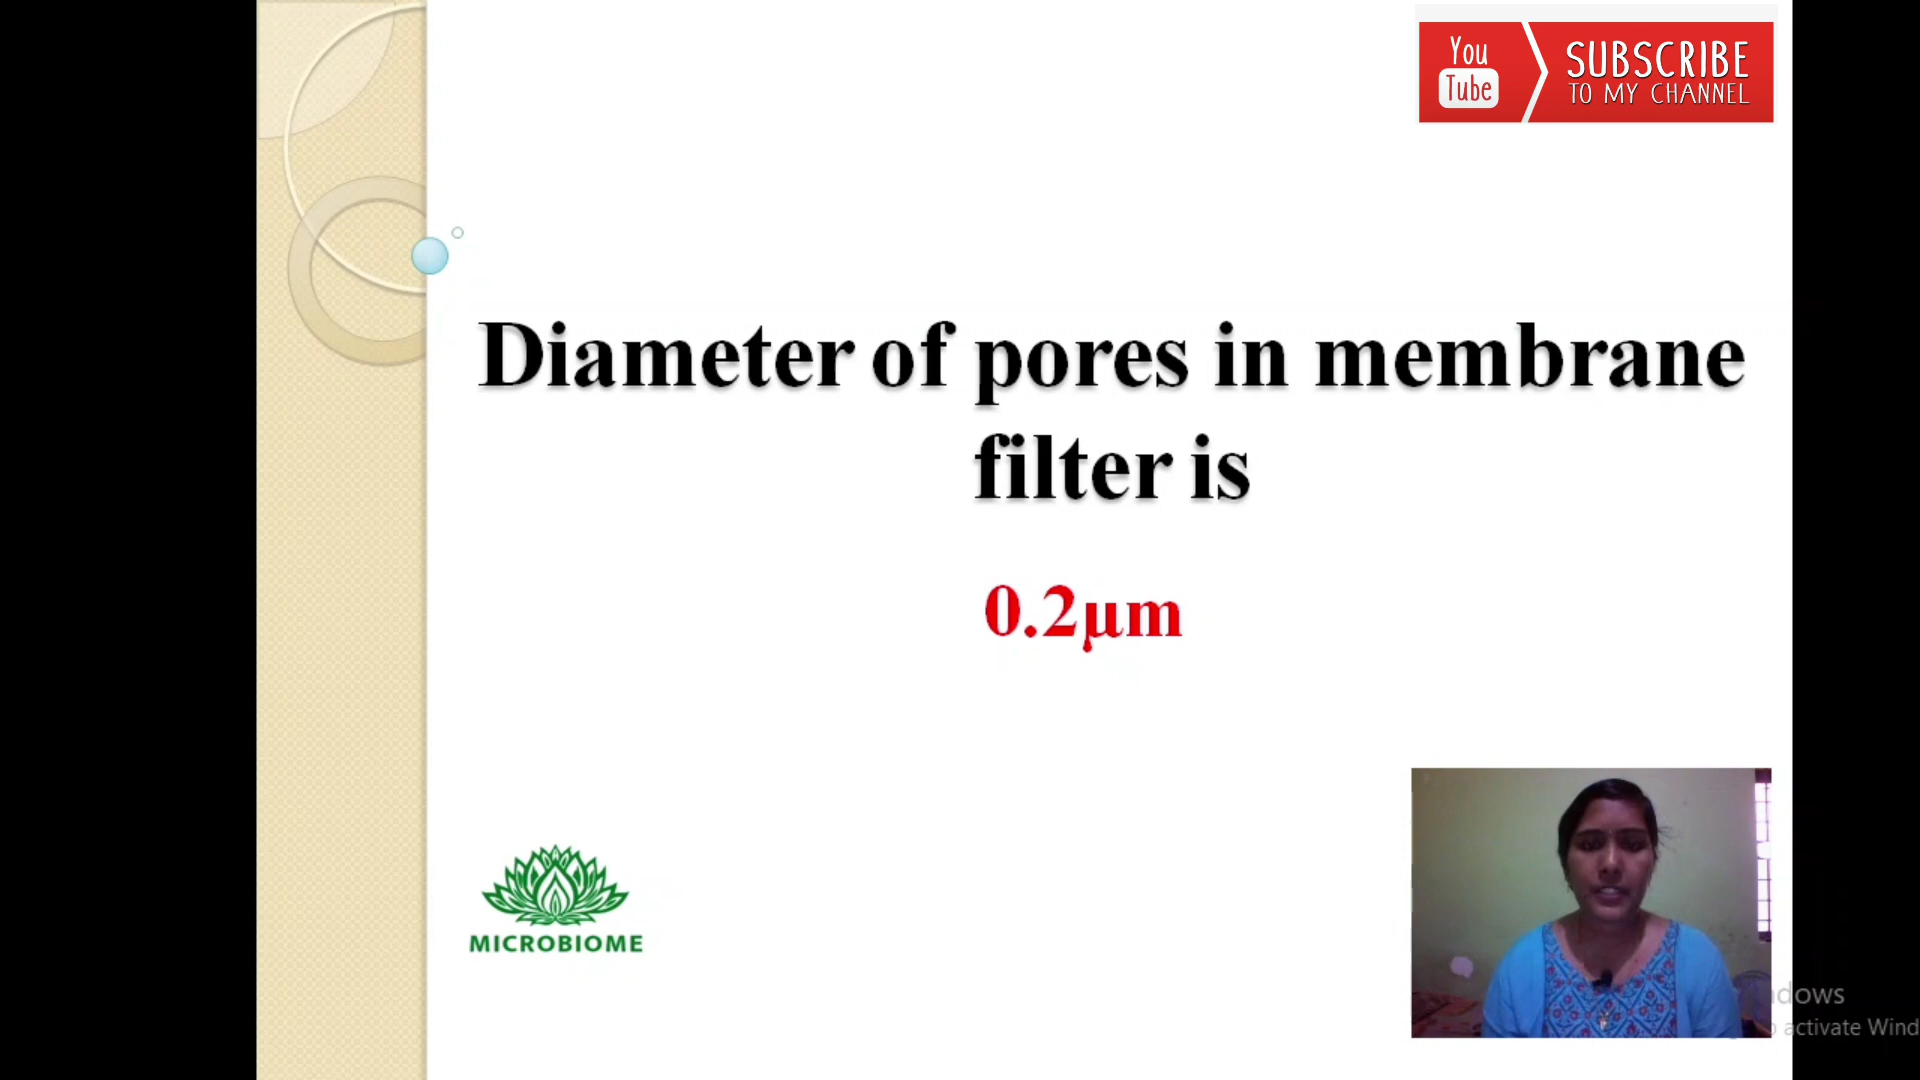 You
Tube
SUBSCRIBE
TO MY CHANNEL
Diameter of pores in membrane
filter is
0.2µm
MICROBIOME
dows
activate Wind